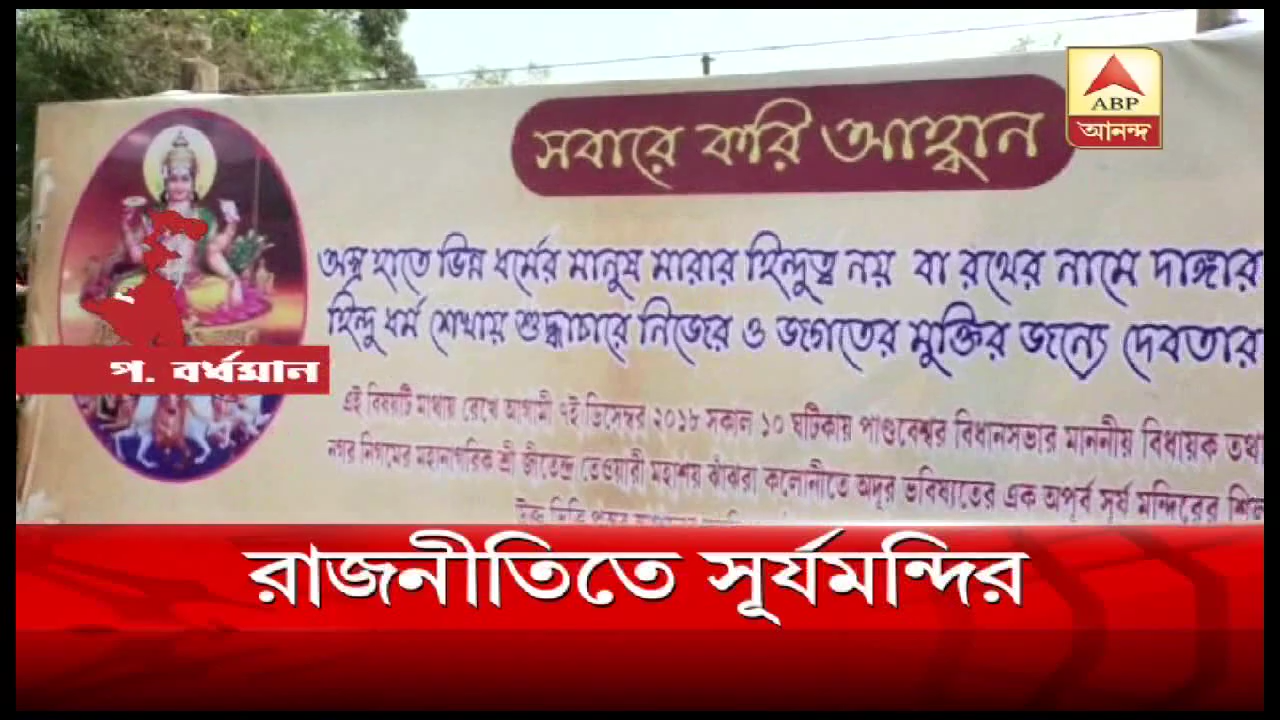 ABP
আনন্দ
সবারে করি আহ্বান
অস্ত্র হাতে ভিন্ন ধর্মের মানুষ মারার হিন্দুত্ব নয় বা রথের নামে দাঙ্গার
হিন্দু ধর্ম শেখায় শুদ্ধাচারে নিজের ও জগতের মুক্তির জন্যে দেবতার
এই বিষয়টি মাথায় রেখে আগামী ৭ই ডিসেম্বর ২০১৮ সকাল ১০ ঘটিকায় পাণ্ডবেশ্বর বিধানসভার মাননীয় বিধায়ক তথা
নগর নিগমের মহানাগরিক শ্রী জীতেন্দ্র তেওয়ারী মহাশয় ঝাঁঝরা কলোনীতে অদূর ভবিষ্যতের এক অপূর্ব সূর্য মন্দিরের
প. বর্ধমান
রাজনীতিতে সূর্যমন্দির